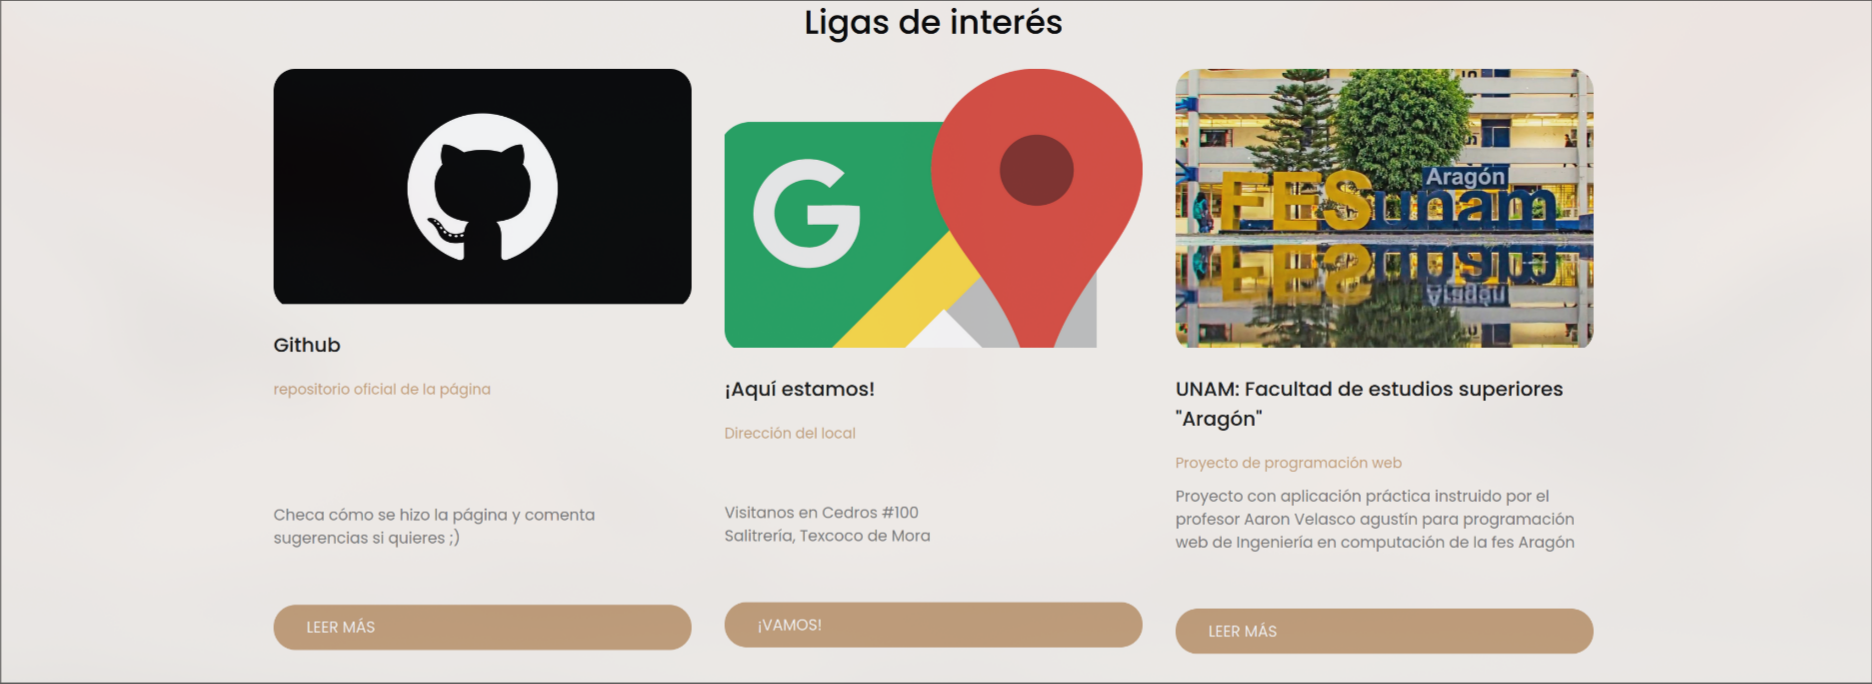 Ligas de interés
G
Aragón
FES unam
Github
repositorio oficial de la página
Checa cómo se hizo la página y comenta
sugerencias si quieres ;)
LEER MÁS
¡Aquí estamos!
Dirección del local
Visitanos en Cedros #100
Salitrería, Texcoco de Mora
¡VAMOS!
UNAM: Facultad de estudios superiores
"Aragón"
Proyecto de programación web
Proyecto con aplicación práctica instruido por el
profesor Aaron Velasco agustín para programación
web de Ingeniería en computación de la fes Aragón
LEER MÁS